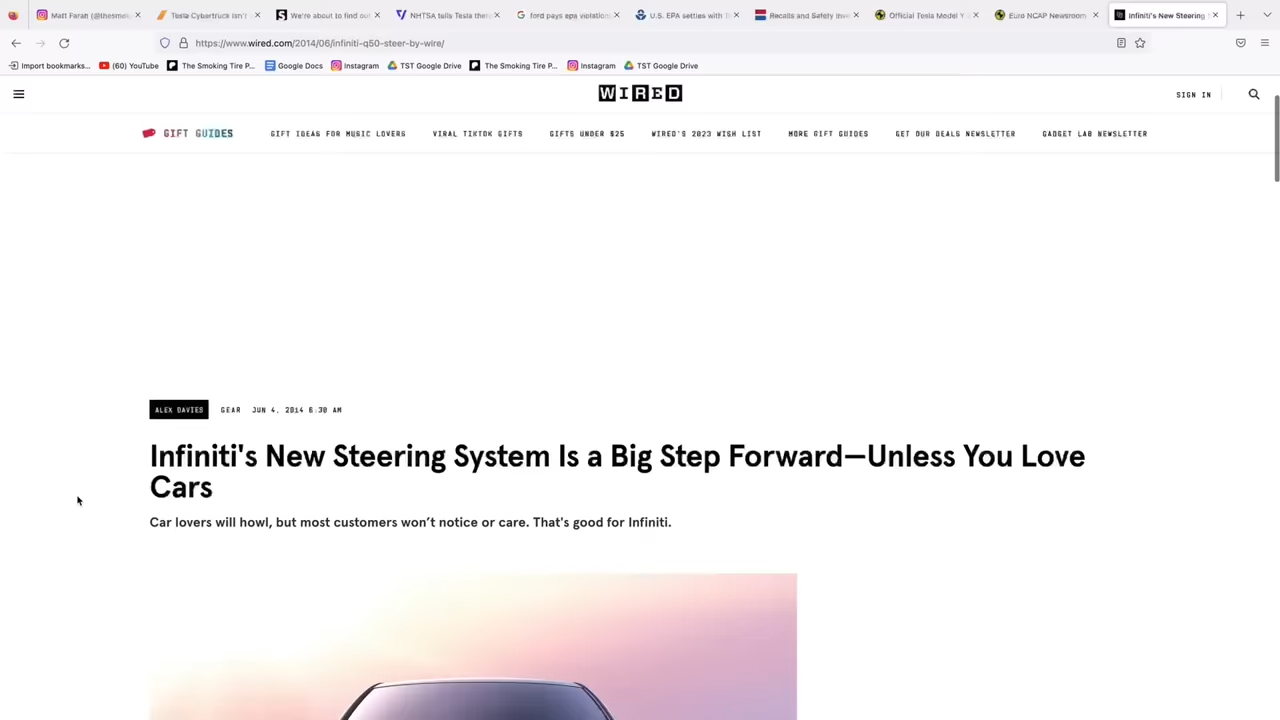 Matt Farah (@thesmok
Tesla Cybertruck isn't
We're about to find out
NHTSA tells Tesla there
ford pays epa violation
U.S. EPA settles with T
Recalls and Safety Inve
Official Tesla Model Y
Euro NCAP Newsroom
Infiniti's New Steering S
https://www.wired.com/2014/06/infiniti-q50-steer-by-wire/
Import bookmarks... (60) YouTube The Smoking Tire P... Google Docs Instagram TST Google Drive The Smoking Tire P... Instagram TST Google Drive
WIRED
SIGN IN
GIFT GUIDES GIFT IDEAS FOR MUSIC LOVERS VIRAL TIKTOK GIFTS GIFTS UNDER $25 WIRED'S 2023 WISH LIST MORE GIFT GUIDES GET OUR DEALS NEWSLETTER GADGET LAB NEWSLETTER
ALEX DAVIES GEAR JUN 4, 2014 6:30 AM
Infiniti's New Steering System Is a Big Step Forward—Unless You Love
Cars
Car lovers will howl, but most customers won’t notice or care. That's good for Infiniti.